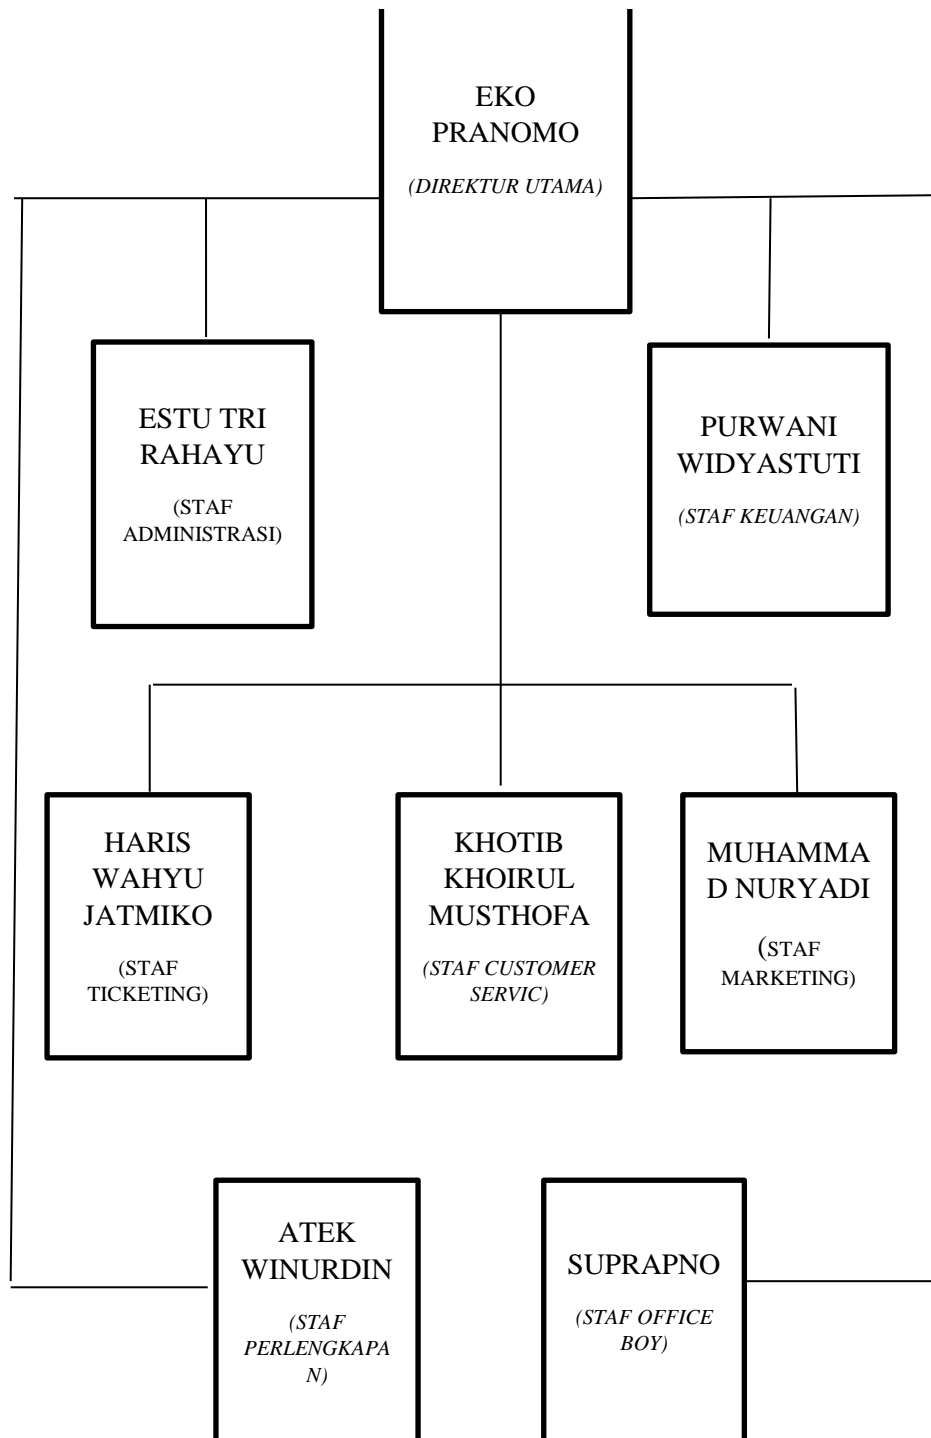 EKO
PRANOMO
(DIREKTUR UTAMA)
ESTU TRI
RAHAYU
(STAF
ADMINISTRASI)
PURWANI
WIDYASTUTI
(STAF KEUANGAN)
HARIS
WAHYU
JATMIKO
(STAF
TICKETING)
KHOTIB
KHOIRUL
MUSTHOFA
(STAF CUSTOMER
SERVIC)
MUHAMMA
D NURYADI
(STAF
MARKETING)
ATEK
WINURDIN
(STAF
PERLENGKAPA
N)
SUPRAPNO
(STAF OFFICE
BOY)